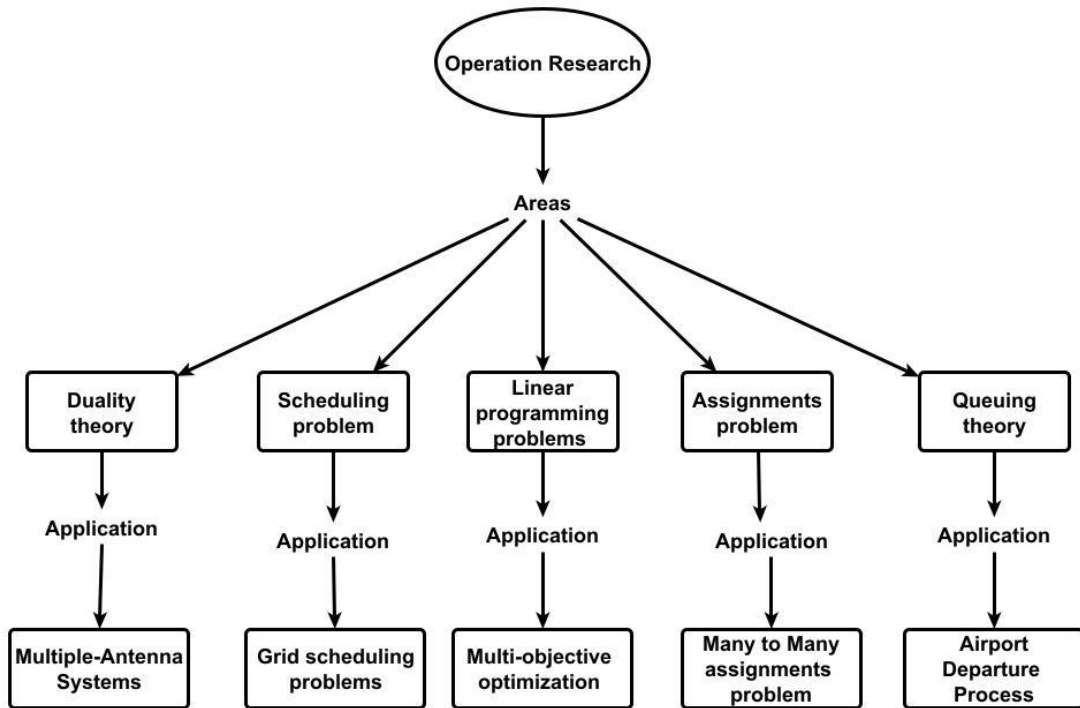 Operation Research
Areas
Duality
theory
Scheduling
problem
Linear
programming
problems
Assignments
problem
Queuing
theory
Application
Application
Application
Application
Application
Multiple-Antenna
Systems
Grid scheduling
problems
Multi-objective
optimization
Many to Many
assignments
problem
Airport
Departure
Process